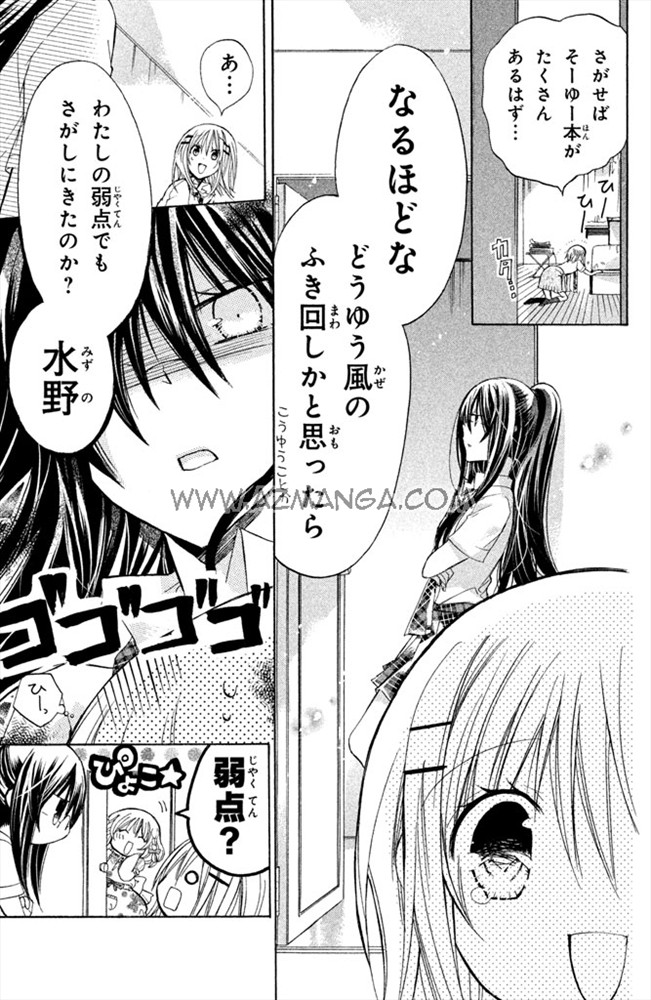 さがせば
そーゆー本が
たくさん
あるはず…
ひー
ひー
カタ…
なるほどな
どうゆう風の
ふき回しかと思ったら
こうゆうことか
あ…
わたしの弱点でも
さがしにきたのか?
水野
ゴゴゴゴゴ
ひーっ
弱点?
ぴょこ★
WWW.AZMANGA.COM